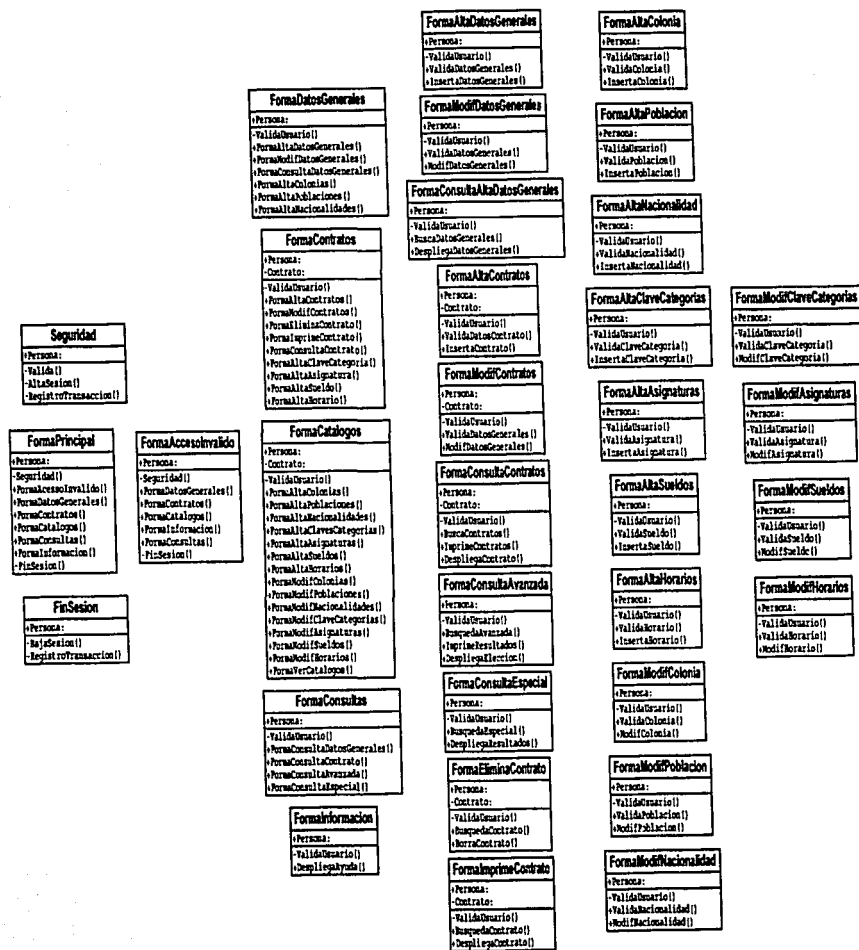 Seguridad
+Persona:
-Valida()
-AltaSesion()
-RegistroTransaccion()
FormaPrincipal
+Persona:
-Seguridad()
+FormaAccesoInvalido()
+FormaDatosGenerales()
+FormaContratos()
+FormaCatalogos()
+FormaConsultas()
+FormaInformacion()
-FinSesion()
FinSesion
+Persona:
-BajaSesion()
-RegistroTransaccion()
FormaAccesoInvalido
+Persona:
-Seguridad()
+FormaDatosGenerales()
+FormaContratos()
+FormaCatalogos()
+FormaInformacion()
+FormaConsultas()
-FinSesion()
FormaDatosGenerales
+Persona:
-ValidaUsuario()
+FormaAltaDatosGenerales()
+FormaModifDatosGenerales()
+FormaConsultaDatosGenerales()
+FormaAltaColonias()
+FormaAltaPoblaciones()
+FormaAltaNacionalidades()
FormaContratos
+Persona:
-Contrato:
-ValidaUsuario()
+FormaAltaContratos()
+FormaModifContratos()
+FormaEliminaContrato()
+FormaImprimeContrato()
+FormaConsultaContrato()
+FormaAltaClaveCategoria()
+FormaAltaAsignatura()
+FormaAltaSueldo()
+FormaAltaHorario()
FormaCatalogos
+Persona:
-Contrato:
-ValidaUsuario()
+FormaAltaColonias()
+FormaAltaPoblaciones()
+FormaAltaNacionalidades()
+FormaAltaClavesCategorias()
+FormaAltaAsignaturas()
+FormaAltaSueldos()
+FormaAltaHorarios()
+FormaModifColonias()
+FormaModifPoblaciones()
+FormaModifNacionalidades()
+FormaModifClaveCategorias()
+FormaModifAsignaturas()
+FormaModifSueldos()
+FormaModifHorarios()
+FormaVerCatalogos()
FormaConsultas
+Persona:
-ValidaUsuario()
+FormaConsultaDatosGenerales()
+FormaConsultaContrato()
+FormaConsultaAvanzada()
+FormaConsultaEspecial()
FormaInformacion
+Persona:
-ValidaUsuario()
+DespliegaAyuda()
FormaAltaDatosGenerales
+Persona:
-ValidaUsuario()
+ValidaDatosGenerales()
+InsertaDatosGenerales()
FormaModifDatosGenerales
+Persona:
-ValidaUsuario()
+ValidaDatosGenerales()
+ModifDatosGenerales()
FormaConsultaAltaDatosGenerales
+Persona:
-ValidaUsuario()
+BuscaDatosGenerales()
+DespliegaDatosGenerales()
FormaAltaContratos
+Persona:
-Contrato:
-ValidaUsuario()
+ValidaDatosContrato()
+InsertaContrato()
FormaModifContratos
+Persona:
-Contrato:
-ValidaUsuario()
+ValidaDatosGenerales()
+ModifDatosGenerales()
FormaConsultaContratos
+Persona:
-Contrato:
-ValidaUsuario()
+BuscaContratos()
+ImprimeContratos()
+DespliegaContrato()
FormaConsultaAvanzada
+Persona:
-ValidaUsuario()
+BusquedaAvanzada()
+ImprimeResultados()
+DespliegaEleccion()
FormaConsultaEspecial
+Persona:
-ValidaUsuario()
+BusquedaEspecial()
+DespliegaResultados()
FormaEliminaContrato
+Persona:
-Contrato:
-ValidaUsuario()
+BusquedaContrato()
+BorraContrato()
FormaImprimeContrato
+Persona:
-Contrato:
-ValidaUsuario()
+BusquedaContrato()
+DespliegaContrato()
FormaAltaColonia
+Persona:
-ValidaUsuario()
+ValidaColonia()
+InsertaColonia()
FormaAltaPoblacion
+Persona:
-ValidaUsuario()
+ValidaPoblacion()
+InsertaPoblacion()
FormaAltaNacionalidad
+Persona:
-ValidaUsuario()
+ValidaNacionalidad()
+InsertaNacionalidad()
FormaAltaClaveCategorias
+Persona:
-ValidaUsuario()
+ValidaClaveCategoria()
+InsertaClaveCategoria()
FormaAltaAsignaturas
+Persona:
-ValidaUsuario()
+ValidaAsignatura()
+InsertaAsignatura()
FormaAltaSueldos
+Persona:
-ValidaUsuario()
+ValidaSueldo()
+InsertaSueldo()
FormaAltaHorarios
+Persona:
-ValidaUsuario()
+ValidaHorario()
+InsertaHorario()
FormaModifColonia
+Persona:
-ValidaUsuario()
+ValidaColonia()
+ModifColonia()
FormaModifPoblacion
+Persona:
-ValidaUsuario()
+ValidaPoblacion()
+ModifPoblacion()
FormaModifNacionalidad
+Persona:
-ValidaUsuario()
+ValidaNacionalidad()
+ModifNacionalidad()
FormaModifClaveCategorias
+Persona:
-ValidaUsuario()
+ValidaClaveCategoria()
+ModifClaveCategoria()
FormaModifAsignaturas
+Persona:
-ValidaUsuario()
+ValidaAsignatura()
+ModifAsignatura()
FormaModifSueldos
+Persona:
-ValidaUsuario()
+ValidaSueldo()
+ModifSueldo()
FormaModifHorarios
+Persona:
-ValidaUsuario()
+ValidaHorario()
+ModifHorario()